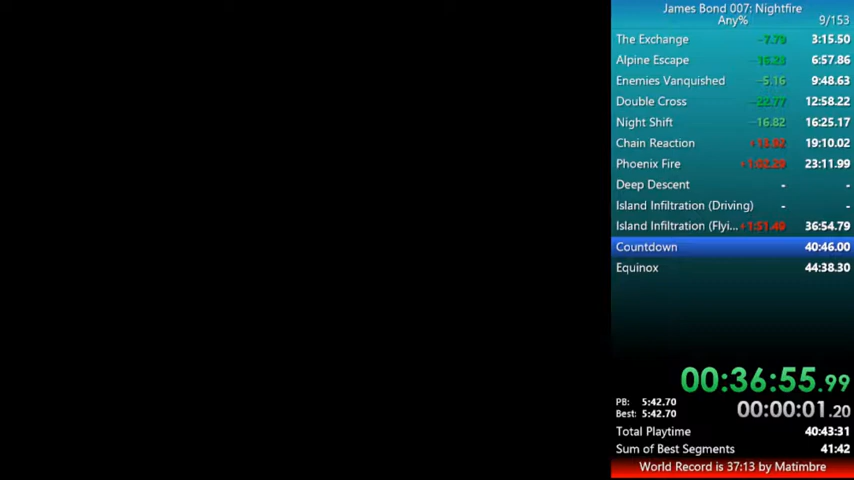 James Bond 007: Nightfire
Any% 9/153
The Exchange -7.79 3:15.50
Alpine Escape -16.23 6:57.86
Enemies Vanquished -5.16 9:48.63
Double Cross -22.77 12:58.22
Night Shift -16.82 16:25.17
Chain Reaction +13.92 19:10.02
Phoenix Fire +1:02.20 23:11.99
Deep Descent - -
Island Infiltration (Driving) - -
Island Infiltration (Flyi... +1:51.49 36:54.79
Countdown 40:46.00
Equinox 44:38.30
00:36:55.99
PB: 5:42.70
Best: 5:42.70
00:00:01.20
Total Playtime 40:43:31
Sum of Best Segments 41:42
World Record is 37:13 by Matimbre